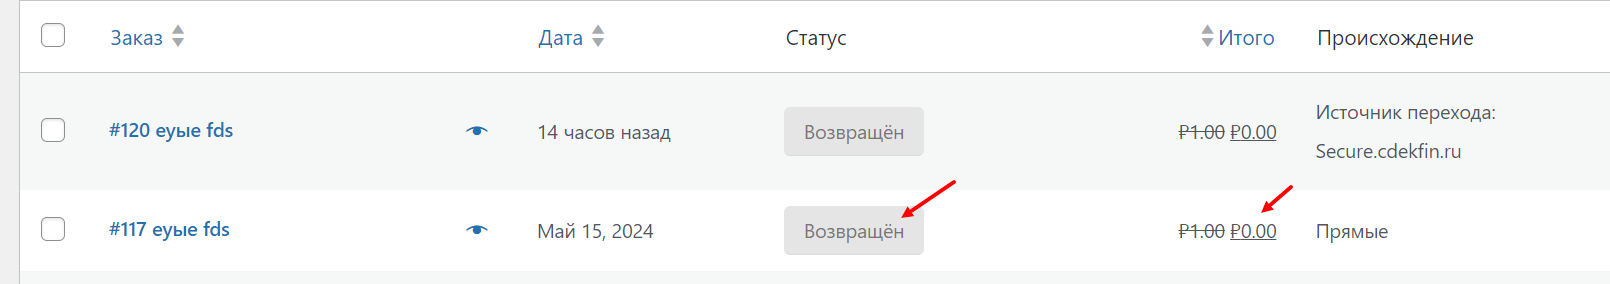 Заказ Дата Статус Итого Происхождение
#120 еуые fds 14 часов назад Возвращён ₽1.00 ₽0.00 Источник перехода:
Secure.cdekfin.ru
#117 еуые fds Май 15, 2024 Возвращён ₽1.00 ₽0.00 Прямые